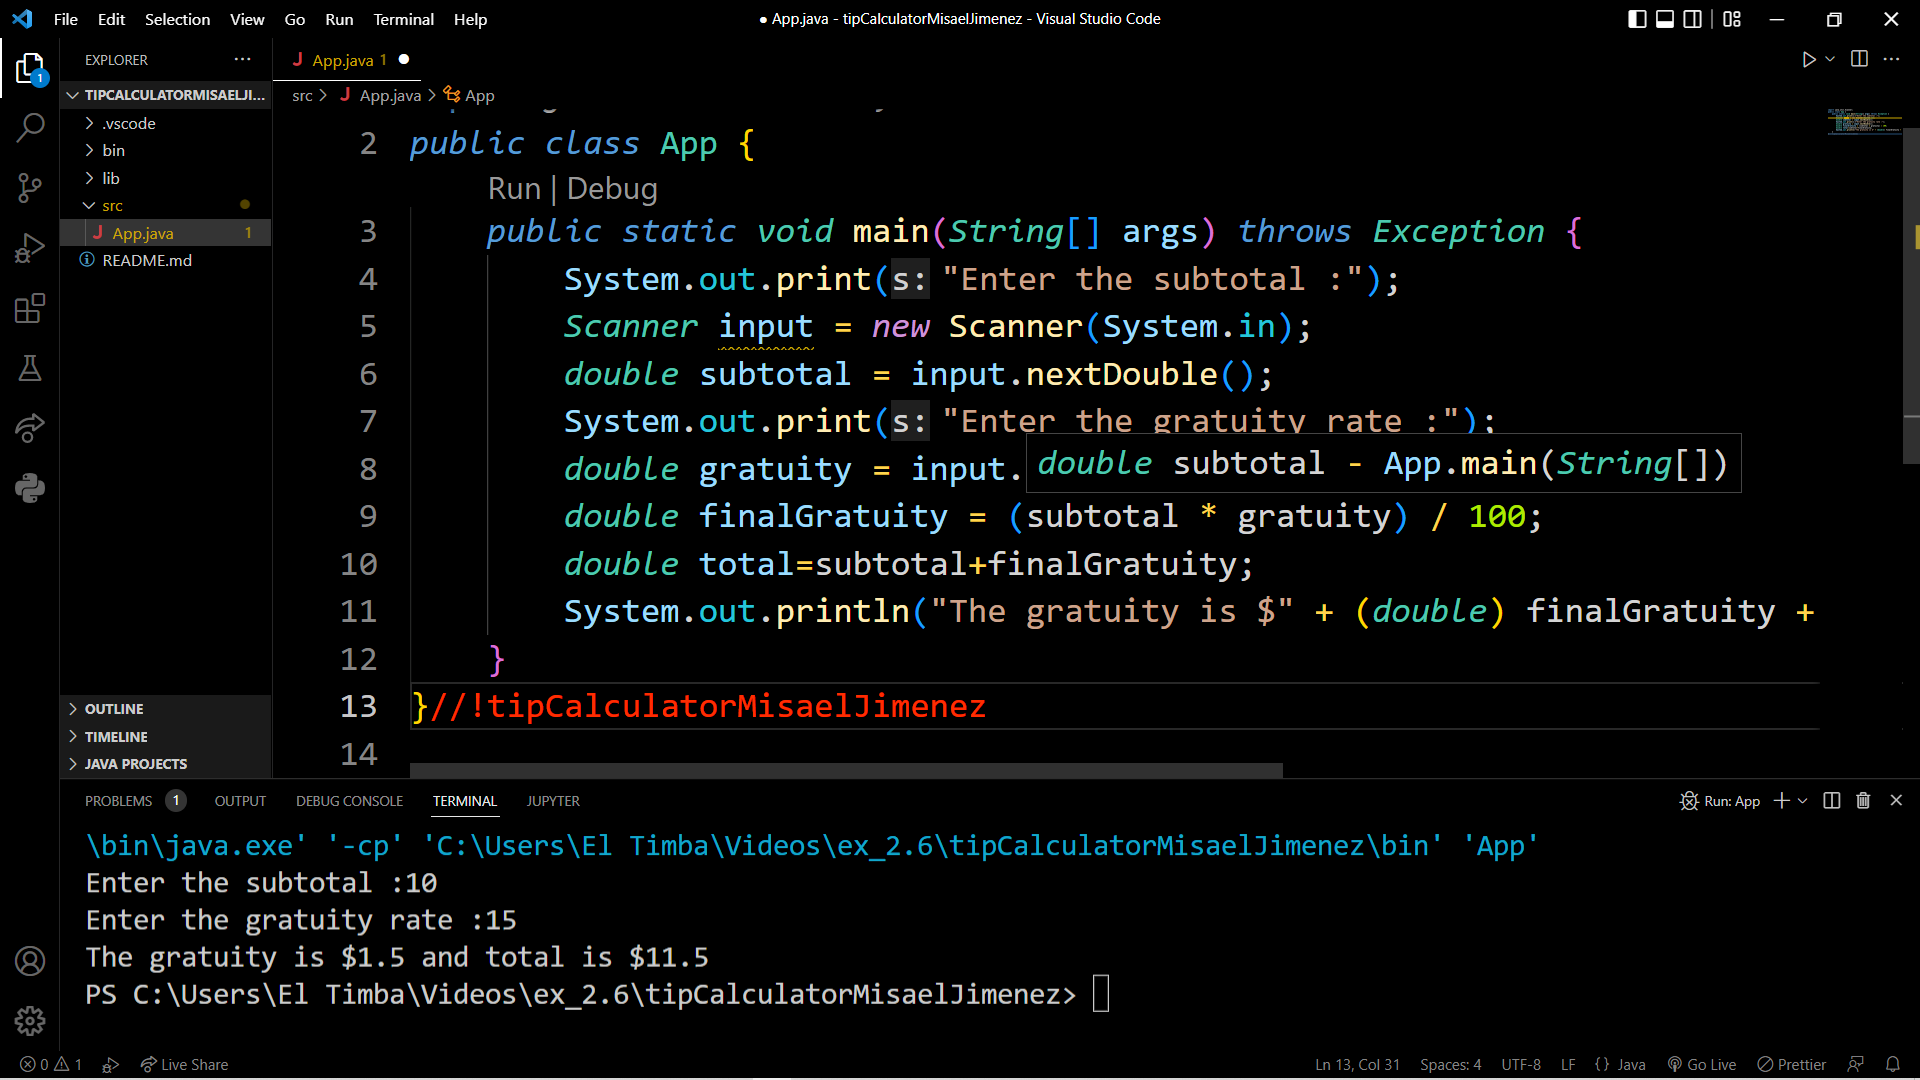 File Edit Selection View Go Run Terminal Help
● App.java - tipCalculatorMisaelJimenez - Visual Studio Code
EXPLORER
TIPCALCULATORMISAELJI...
.vscode
bin
lib
src
J App.java 1
README.md
OUTLINE
TIMELINE
JAVA PROJECTS
1
J App.java 1 ●
src > J App.java > App
2 public class App {
Run | Debug
3 public static void main(String[] args) throws Exception {
4 System.out.print(s: "Enter the subtotal :");
5 Scanner input = new Scanner(System.in);
6 double subtotal = input.nextDouble();
7 System.out.print(s: "Enter the gratuity rate :");
8 double gratuity = input.
double subtotal - App.main(String[])
9 double finalGratuity = (subtotal * gratuity) / 100;
10 double total=subtotal+finalGratuity;
11 System.out.println("The gratuity is $" + (double) finalGratuity +
12 }
13 }//!tipCalculatorMisaelJimenez
14
PROBLEMS 1 OUTPUT DEBUG CONSOLE TERMINAL JUPYTER
Run: App
\bin\java.exe' '-cp' 'C:\Users\El Timba\Videos\ex_2.6\tipCalculatorMisaelJimenez\bin' 'App'
Enter the subtotal :10
Enter the gratuity rate :15
The gratuity is $1.5 and total is $11.5
PS C:\Users\El Timba\Videos\ex_2.6\tipCalculatorMisaelJimenez>
0 1 Live Share
Ln 13, Col 31 Spaces: 4 UTF-8 LF {} Java Go Live Prettier